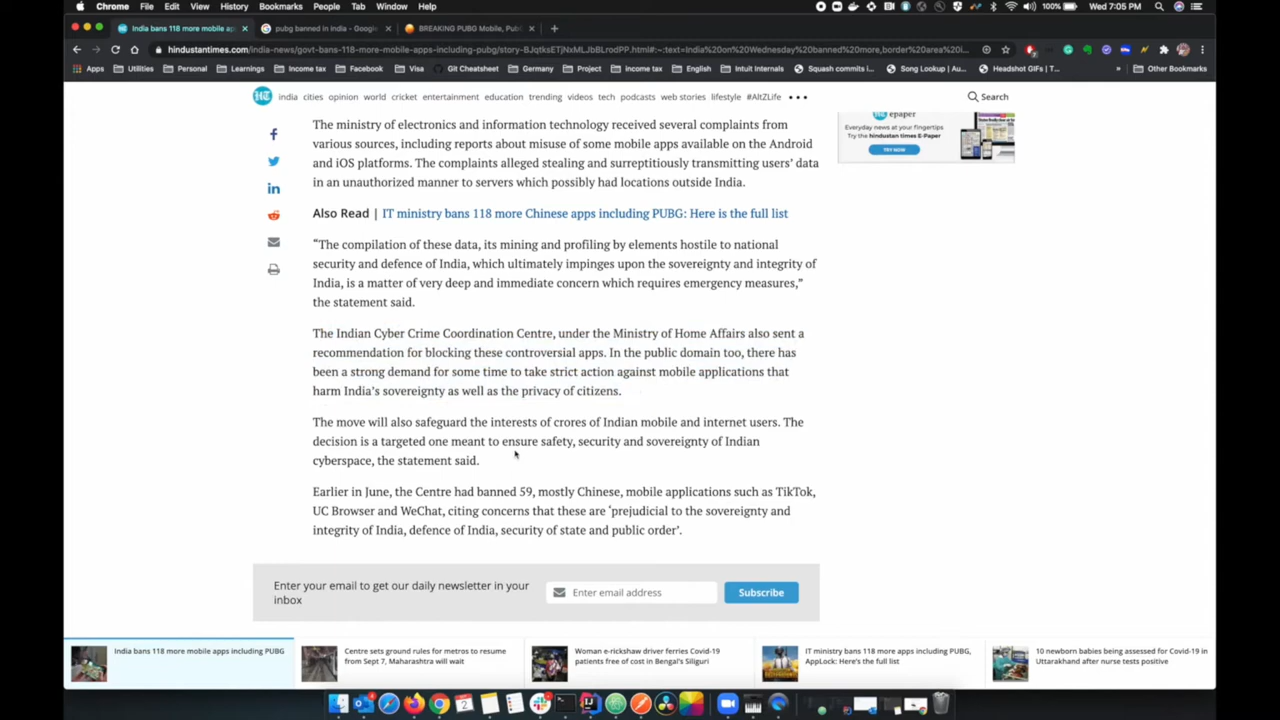 Chrome File Edit View History Bookmarks People Tab Window Help 100% Wed 7:05 PM
India bans 118 more mobile ap pubg banned in india - Google BREAKING PUBG Mobile, Pub
hindustantimes.com/india-news/govt-bans-118-more-mobile-apps-including-pubg/
Apps Utilities Personal Learnings Income tax Facebook Visa Git Cheatsheet Germany Project income tax English Intuit Internals Squash commits i... Song Lookup | Au... Headshot GIFs | T... » Other Bookmarks
HT india cities opinion world cricket entertainment education trending videos tech podcasts web stories lifestyle #AltZLife Search
The ministry of electronics and information technology received several complaints from
various sources, including reports about misuse of some mobile apps available on the Android
and iOS platforms. The complaints alleged stealing and surreptitiously transmitting users’ data
in an unauthorized manner to servers which possibly had locations outside India.
epaper
Everyday news at your fingertips.
Try the hindustan times E-Paper
TRY NOW
Also Read | IT ministry bans 118 more Chinese apps including PUBG: Here is the full list
“The compilation of these data, its mining and profiling by elements hostile to national
security and defence of India, which ultimately impinges upon the sovereignty and integrity of
India, is a matter of very deep and immediate concern which requires emergency measures,”
the statement said.
The Indian Cyber Crime Coordination Centre, under the Ministry of Home Affairs also sent a
recommendation for blocking these controversial apps. In the public domain too, there has
been a strong demand for some time to take strict action against mobile applications that
harm India’s sovereignty as well as the privacy of citizens.
The move will also safeguard the interests of crores of Indian mobile and internet users. The
decision is a targeted one meant to ensure safety, security and sovereignty of Indian
cyberspace, the statement said.
Earlier in June, the Centre had banned 59, mostly Chinese, mobile applications such as TikTok,
UC Browser and WeChat, citing concerns that these are ‘prejudicial to the sovereignty and
integrity of India, defence of India, security of state and public order’.
Enter your email to get our daily newsletter in your
inbox
Enter email address
Subscribe
India bans 118 more mobile apps including PUBG
Centre sets ground rules for metros to resume
from Sept 7, Maharashtra will wait
Woman e-rickshaw driver ferries Covid-19
patients free of cost in Bengal's Siliguri
IT ministry bans 118 more apps including PUBG,
AppLock: Here's the full list
10 newborn babies being assessed for Covid-19 in
Uttarakhand after nurse tests positive